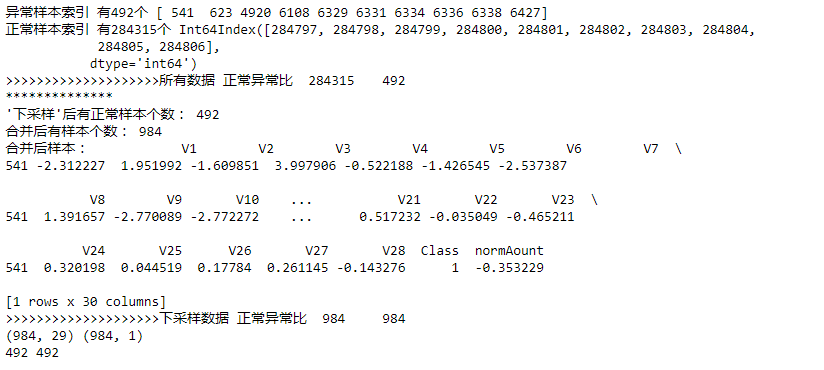 异常样本索引 有492个 [ 541  623 4920 6108 6329 6331 6334 6336 6338 6427]
正常样本索引 有284315个 Int64Index([284797, 284798, 284799, 284800, 284801, 284802, 284803, 284804,
284805, 284806],
dtype='int64')
>>>>>>>>>>>>>>>>>>>>所有数据 正常异常比  284315    492
**************
'下采样'后有正常样本个数： 492
合并后有样本个数： 984
合并后样本：            V1        V2        V3        V4        V5        V6        V7  \
541 -2.312227  1.951992 -1.609851  3.997906 -0.522188 -1.426545 -2.537387
V8        V9       V10    ...          V21       V22       V23  \
541  1.391657 -2.770089 -2.772272    ...     0.517232 -0.035049 -0.465211
V24       V25      V26       V27       V28  Class  normAount
541  0.320198  0.044519  0.17784  0.261145 -0.143276      1  -0.353229
[1 rows x 30 columns]
>>>>>>>>>>>>>>>>>>>>下采样数据 正常异常比  984     984
(984, 29) (984, 1)
492 492